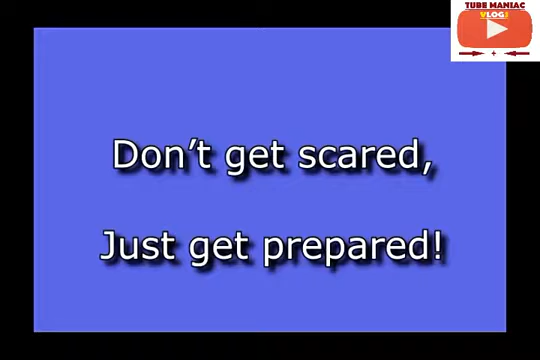 TUBE MANIAC
VLOGS
Don't get scared,
Just get prepared!